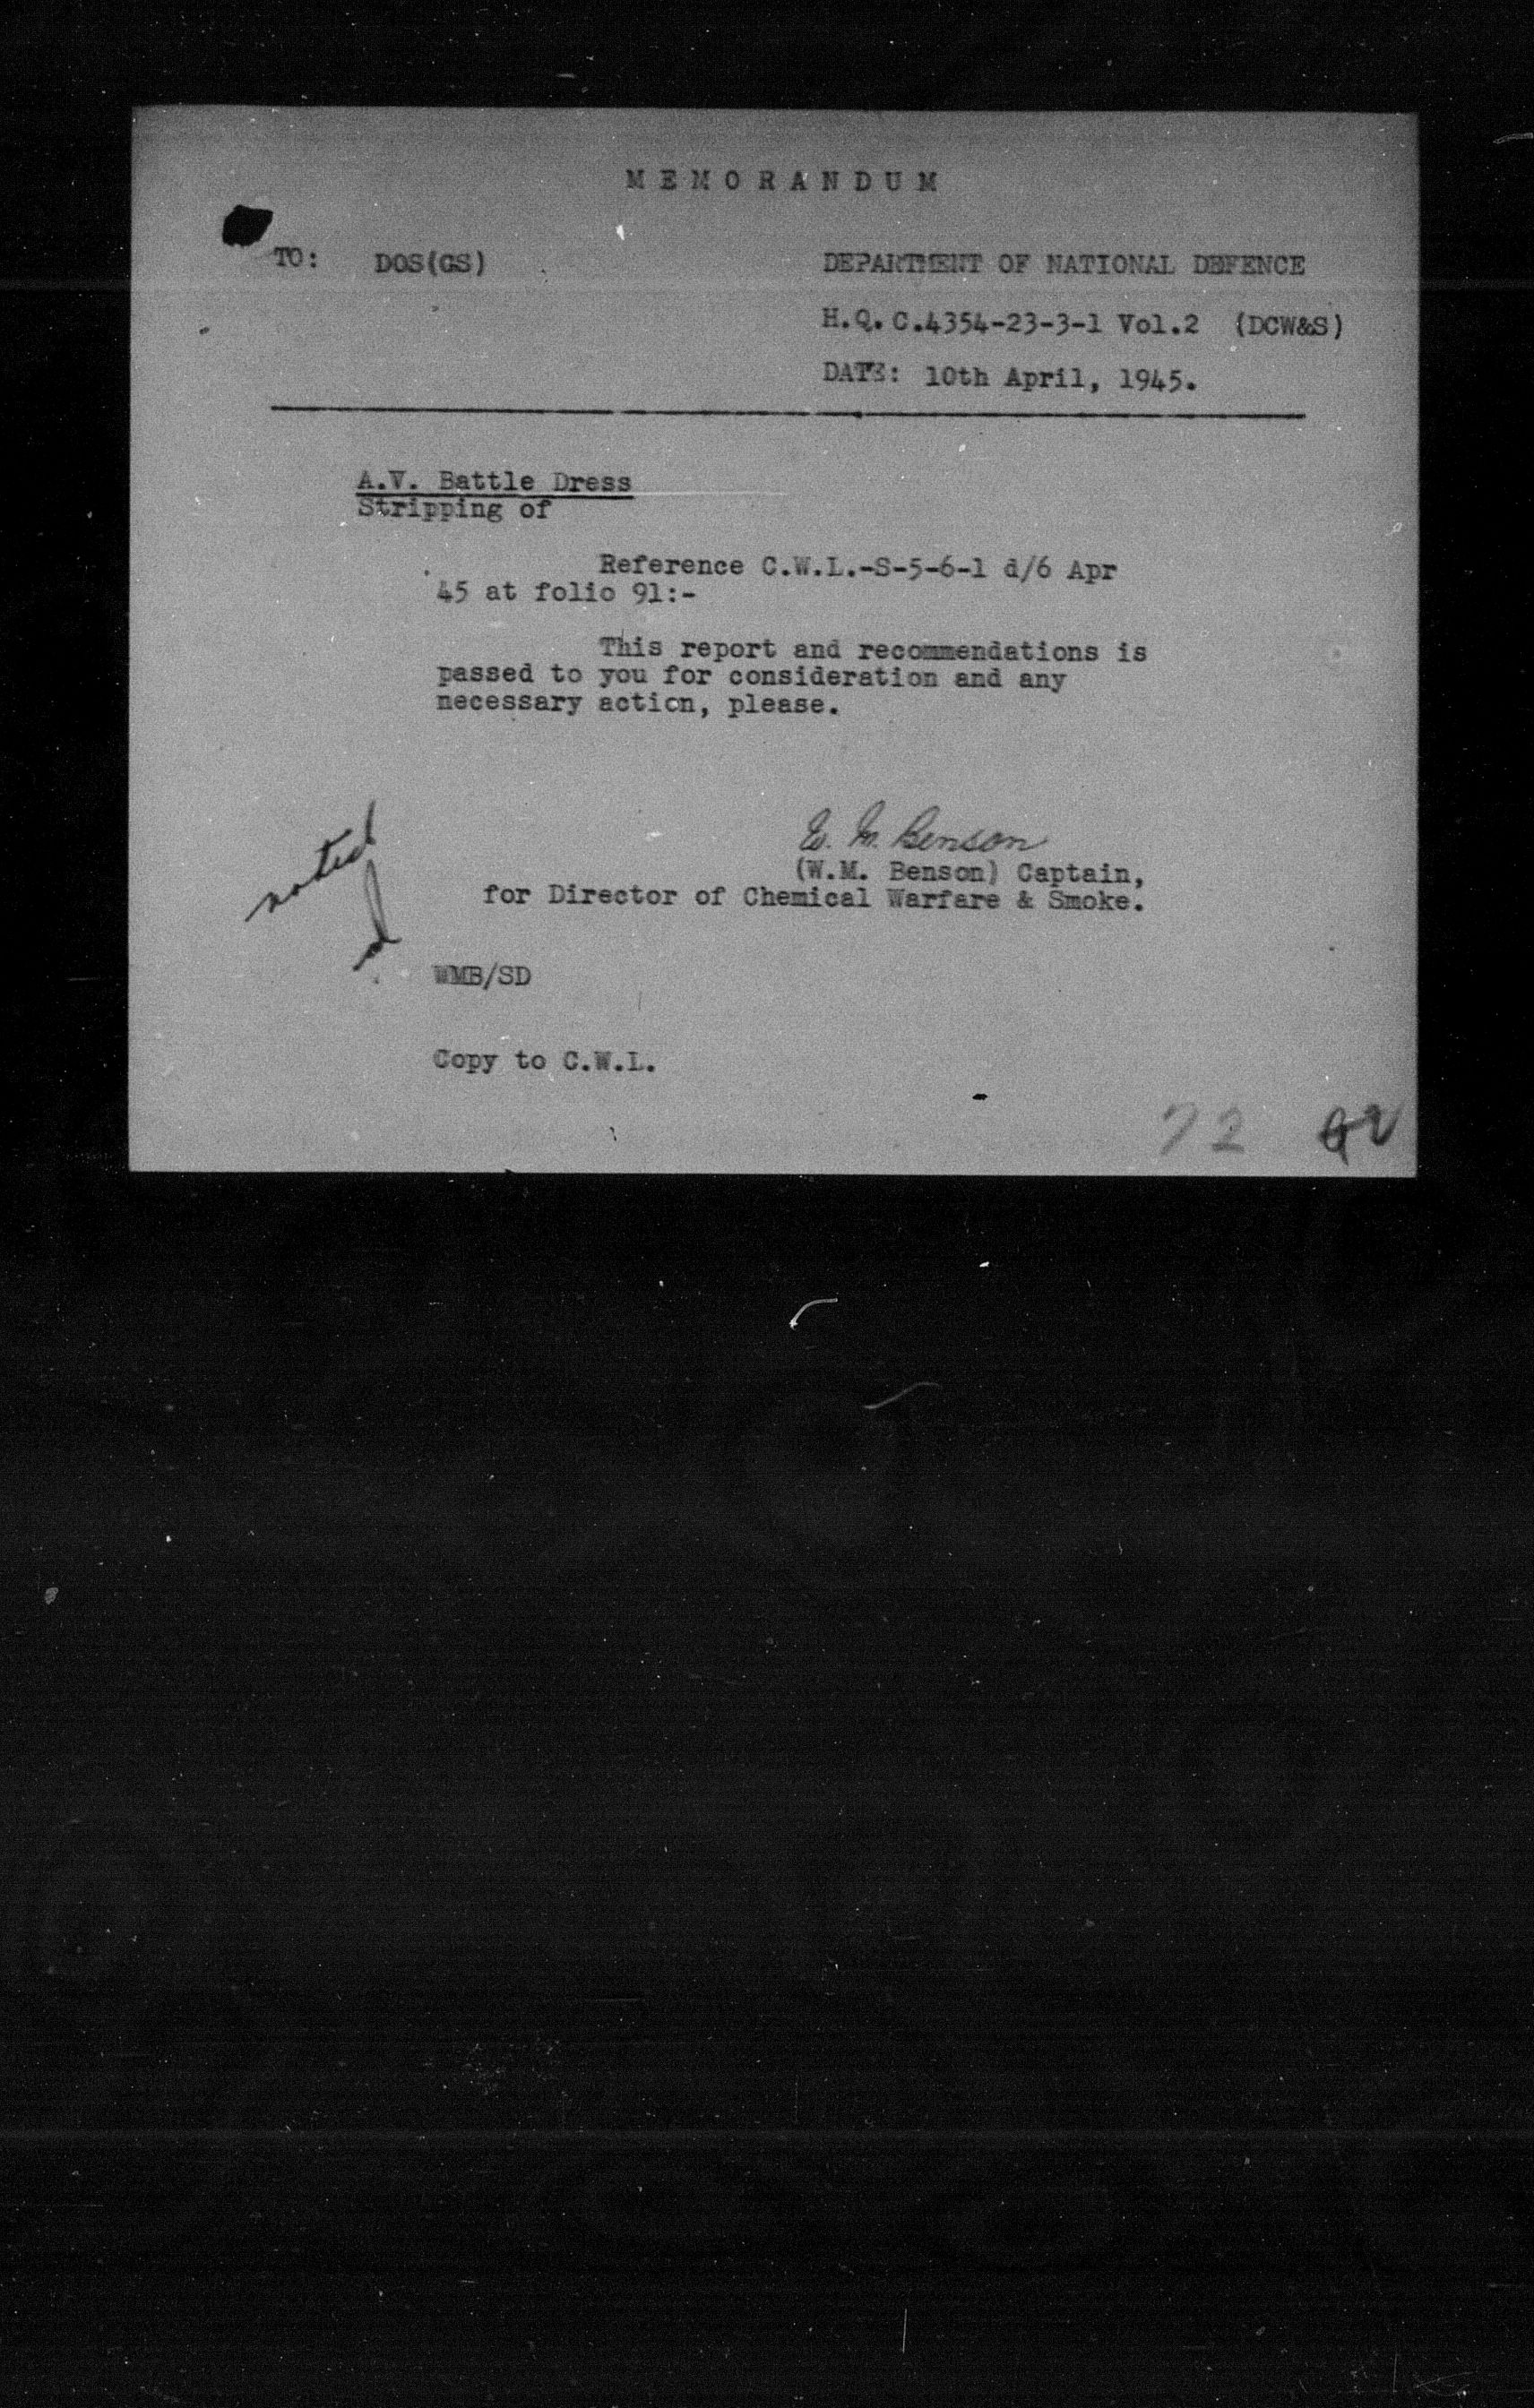 MEMORANDUM
TO: DOS(GS)
DEPARTMENT OF NATIONAL DEFENCE
H.Q. C.4354-23-3-1 Vol.2 (DCW&S)
DATE: 10th April, 1945.
A.V. Battle Dress
Stripping of
Reference C.W.L.-S-5-6-1 d/6 Apr
45 at folio 91:-
This report and recommendations is
passed to you for consideration and any
necessary action, please.
noted
W. M. Benson
(W.M. Benson) Captain,
for Director of Chemical Warfare & Smoke.
WMB/SD
Copy to C.W.L.
72